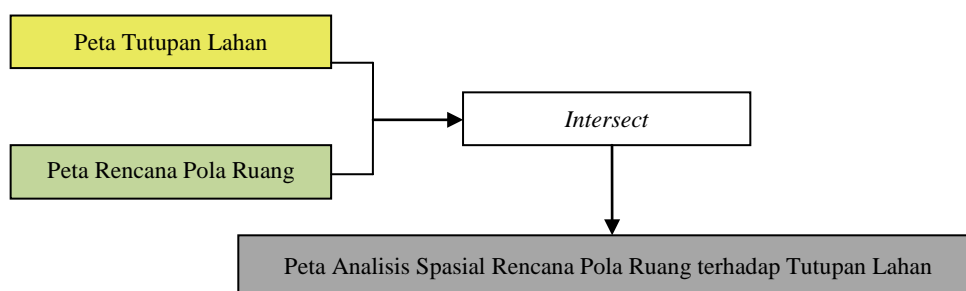 Peta Tutupan Lahan
Intersect
Peta Rencana Pola Ruang
Peta Analisis Spasial Rencana Pola Ruang terhadap Tutupan Lahan